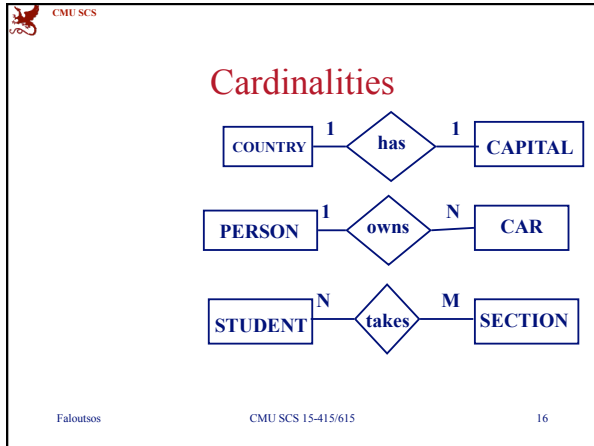 CMU SCS
Cardinalities
COUNTRY 1 has 1 CAPITAL
PERSON 1 owns N CAR
STUDENT N takes M SECTION
Faloutsos CMU SCS 15-415/615 16